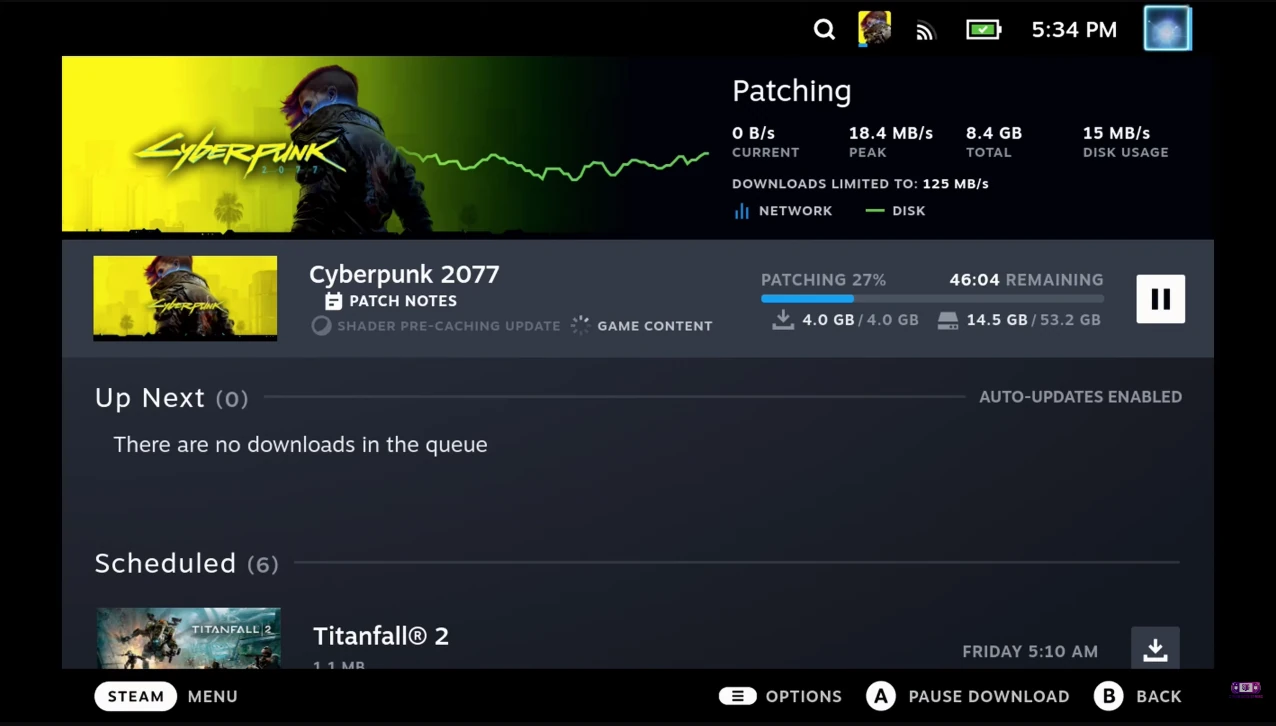 5:34 PM
CYBERPUNK
2077
Patching
0 B/s 18.4 MB/s 8.4 GB 15 MB/s
CURRENT PEAK TOTAL DISK USAGE
DOWNLOADS LIMITED TO: 125 MB/s
NETWORK DISK
CYBERPUNK
Cyberpunk 2077
PATCH NOTES
SHADER PRE-CACHING UPDATE GAME CONTENT
PATCHING 27% 46:04 REMAINING
4.0 GB / 4.0 GB 14.5 GB / 53.2 GB
Up Next (0) AUTO-UPDATES ENABLED
There are no downloads in the queue
Scheduled (6)
TITANFALL 2
Titanfall® 2
1.1 MB
FRIDAY 5:10 AM
STEAM MENU OPTIONS A PAUSE DOWNLOAD B BACK